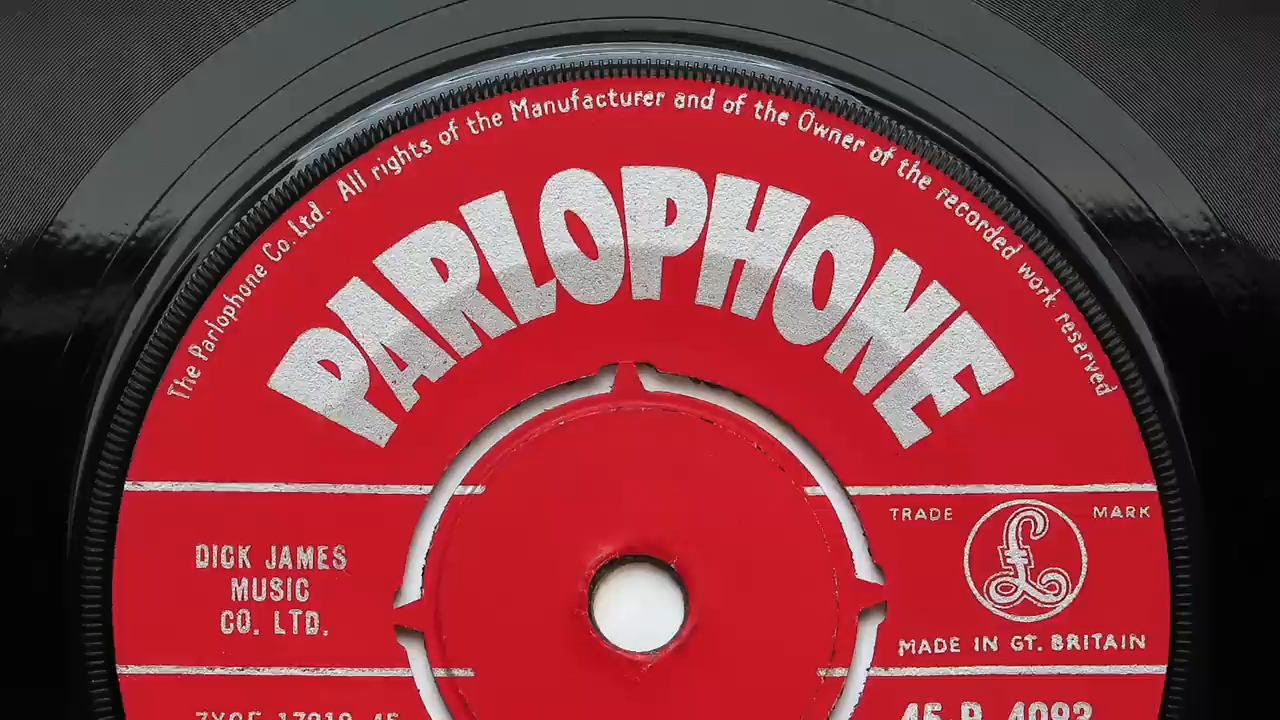 The Parlophone Co. Ltd. All rights of the Manufacturer and of the Owner of the recorded work reserved
PARLOPHONE
TRADE MARK
£
DICK JAMES
MUSIC
CO. LTD.
MADE IN GT. BRITAIN